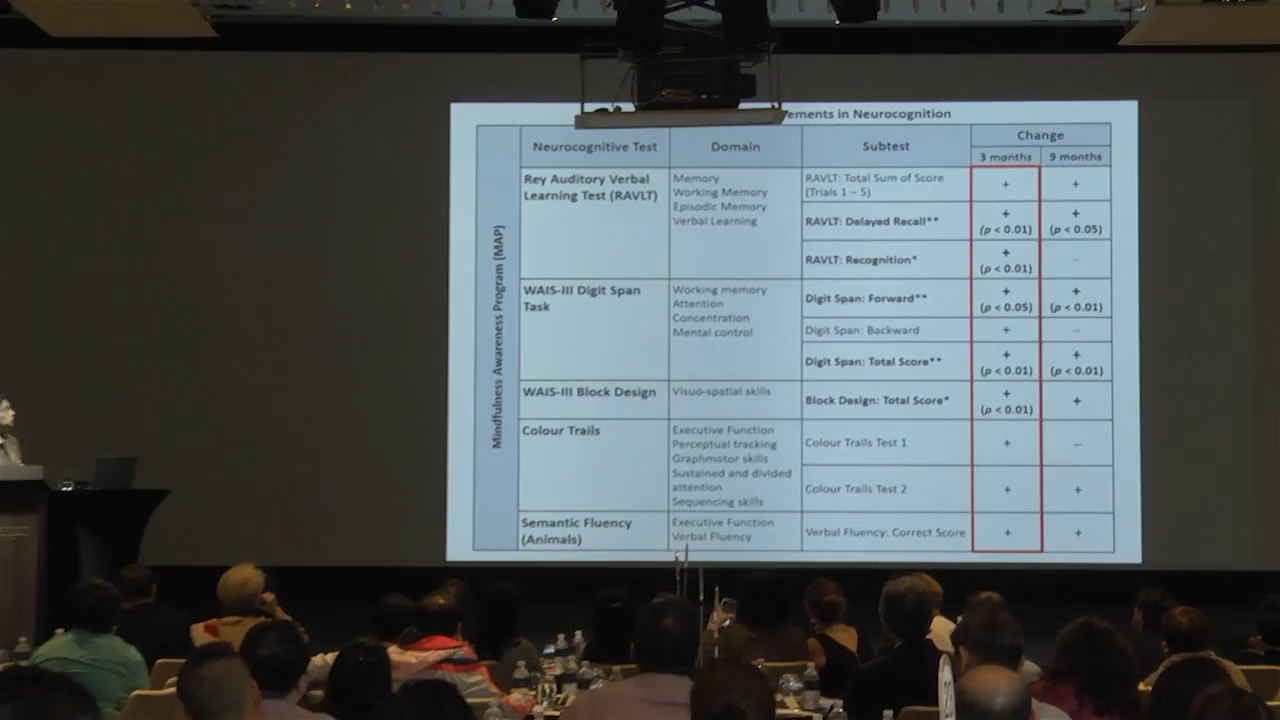 ements in Neurocognition
Mindfulness Awareness Program (MAP)
Neurocognitive Test
Domain
Subtest
Change
3 months
9 months
Rey Auditory Verbal
Learning Test (RAVLT)
Memory
Working Memory
Episodic Memory
Verbal Learning
RAVLT: Total Sum of Score
(Trials 1 – 5)
+
+
RAVLT: Delayed Recall**
+
(p < 0.01)
+
(p < 0.05)
RAVLT: Recognition*
+
(p < 0.01)
–
WAIS-III Digit Span
Task
Working memory
Attention
Concentration
Mental control
Digit Span: Forward**
+
(p < 0.05)
+
(p < 0.01)
Digit Span: Backward
+
–
Digit Span: Total Score**
+
(p < 0.01)
+
(p < 0.01)
WAIS-III Block Design
Visuo-spatial skills
Block Design: Total Score*
+
(p < 0.01)
+
Colour Trails
Executive Function
Perceptual tracking
Graphmotor skills
Sustained and divided
attention
Sequencing skills
Colour Trails Test 1
+
–
Colour Trails Test 2
+
+
Semantic Fluency
(Animals)
Executive Function
Verbal Fluency
Verbal Fluency: Correct Score
+
+